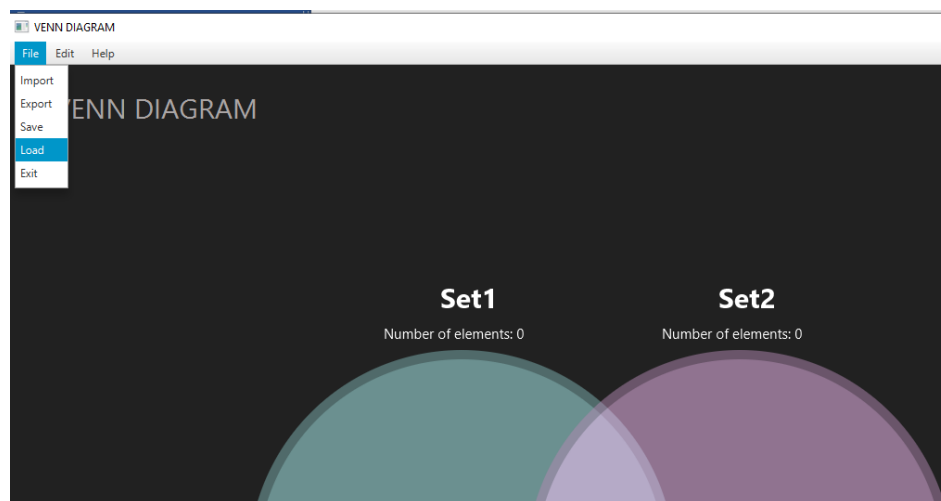 VENN DIAGRAM
File Edit Help
Import
Export
Save
Load
Exit
VENN DIAGRAM
Set1 Set2
Number of elements: 0 Number of elements: 0